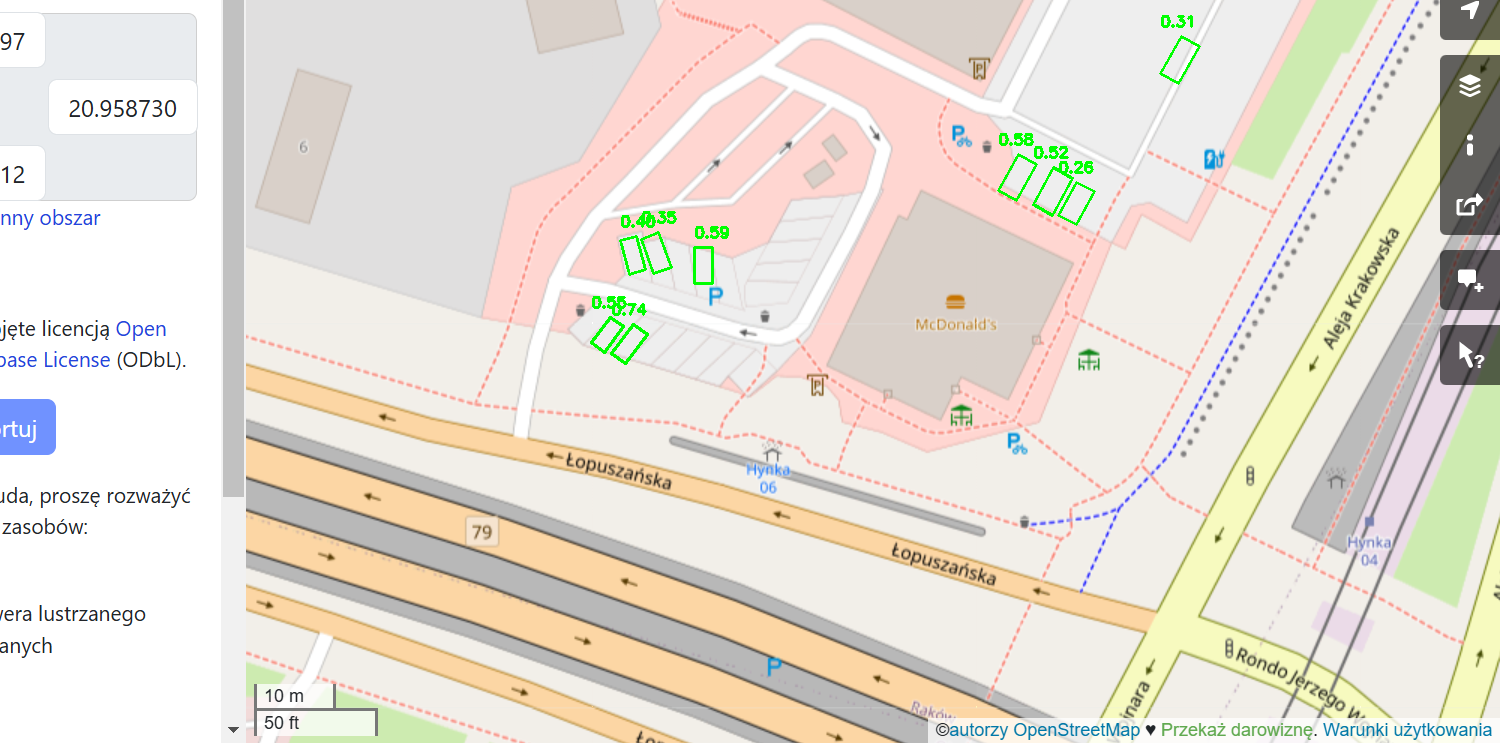 97
20.958730
12
nny obszar
jęte licencją Open
base License (ODbL).
rtuj
uda, proszę rozważyć
zasobów:
wera lustrzanego
anych
0.31
P
P
0.58
0.52
0.26
6
0.35
0.59
P
0.74
McDonald's
P
Aleja Krakowska
Łopuszańska
Hynka
06
79
Łopuszańska
Hynka
04
P
Rondo Jerzego
10 m
50 ft
©autorzy OpenStreetMap ♥ Przekaż darowiznę. Warunki użytkowania